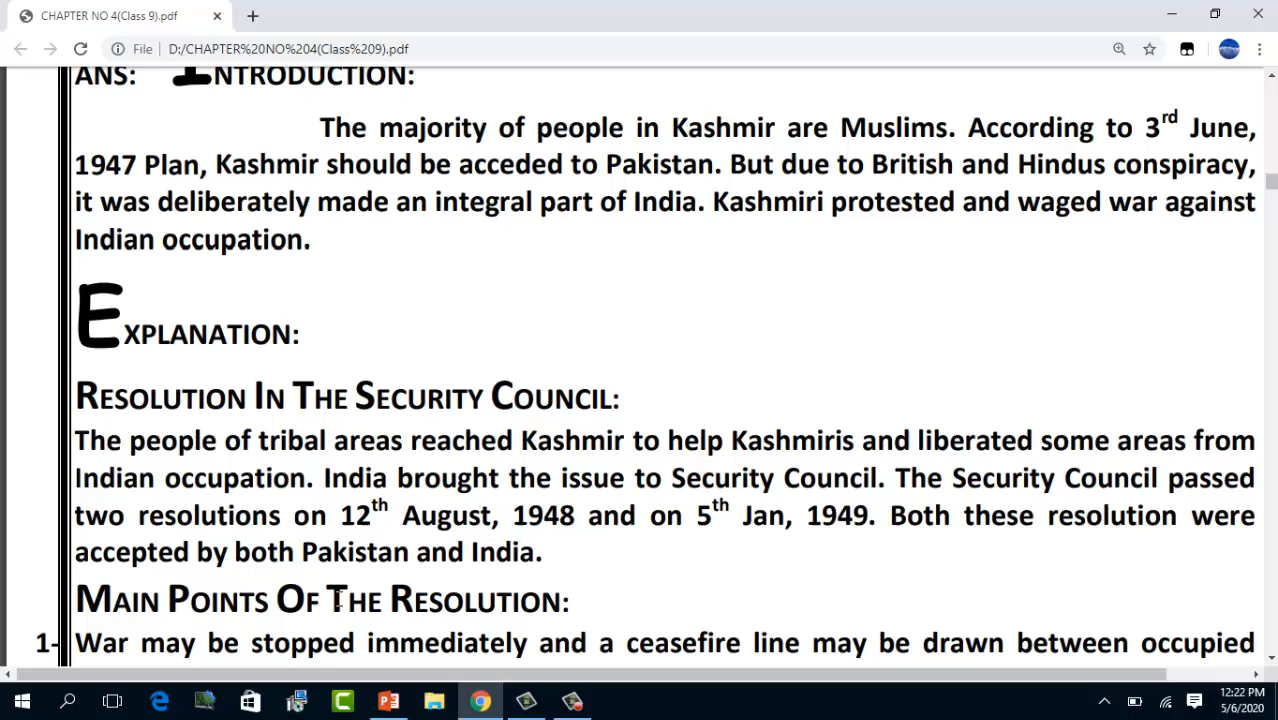 CHAPTER NO 4(Class 9).pdf
File D:/CHAPTER%20NO%204(Class%209).pdf
ANS: INTRODUCTION:
The majority of people in Kashmir are Muslims. According to 3rd June,
1947 Plan, Kashmir should be acceded to Pakistan. But due to British and Hindus conspiracy,
it was deliberately made an integral part of India. Kashmiri protested and waged war against
Indian occupation.
EXPLANATION:
RESOLUTION IN THE SECURITY COUNCIL:
The people of tribal areas reached Kashmir to help Kashmiris and liberated some areas from
Indian occupation. India brought the issue to Security Council. The Security Council passed
two resolutions on 12th August, 1948 and on 5th Jan, 1949. Both these resolution were
accepted by both Pakistan and India.
MAIN POINTS OF THE RESOLUTION:
1- War may be stopped immediately and a ceasefire line may be drawn between occupied
12:22 PM
5/6/2020